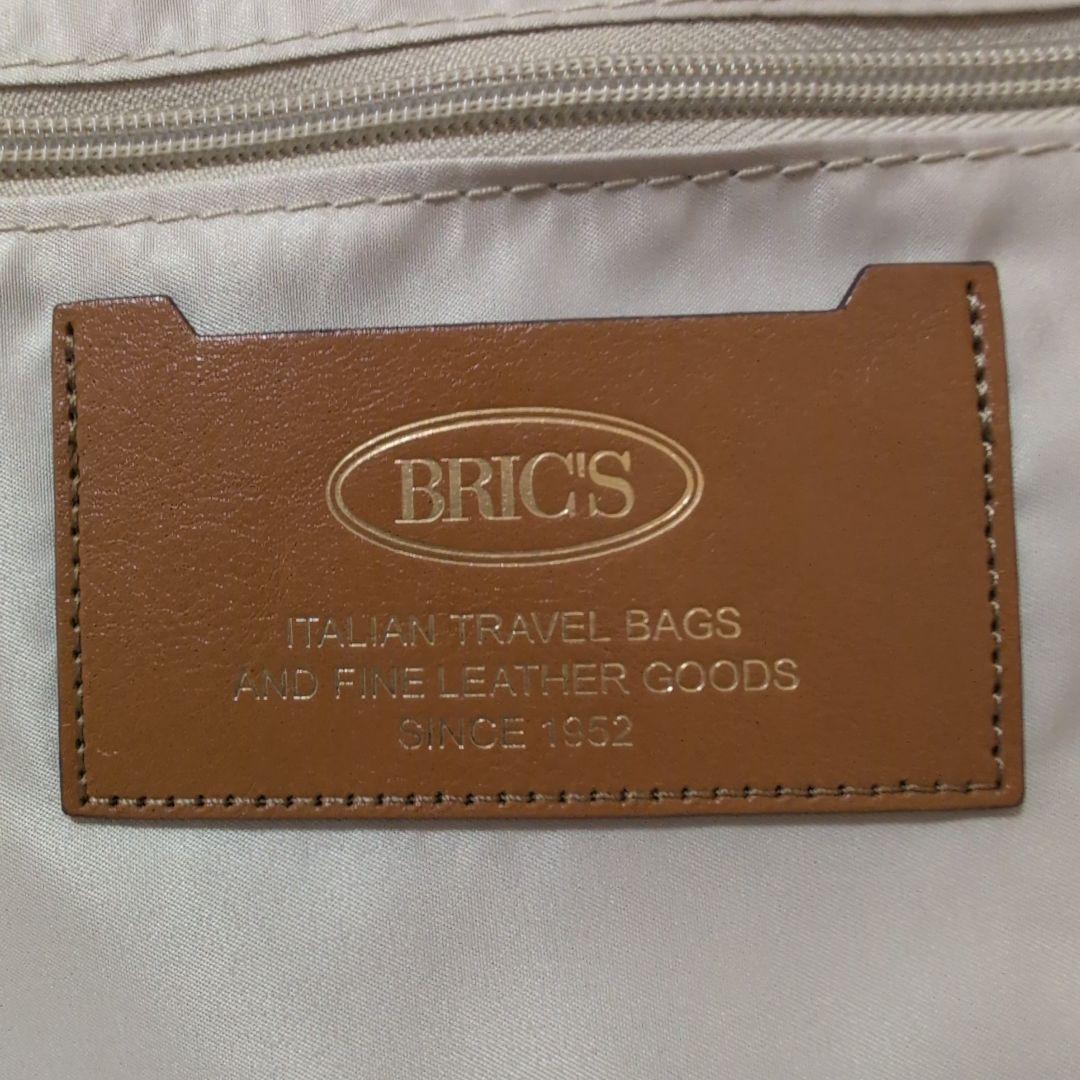 BRIC'S
ITALIAN TRAVEL BAGS
AND FINE LEATHER GOODS
SINCE 1952